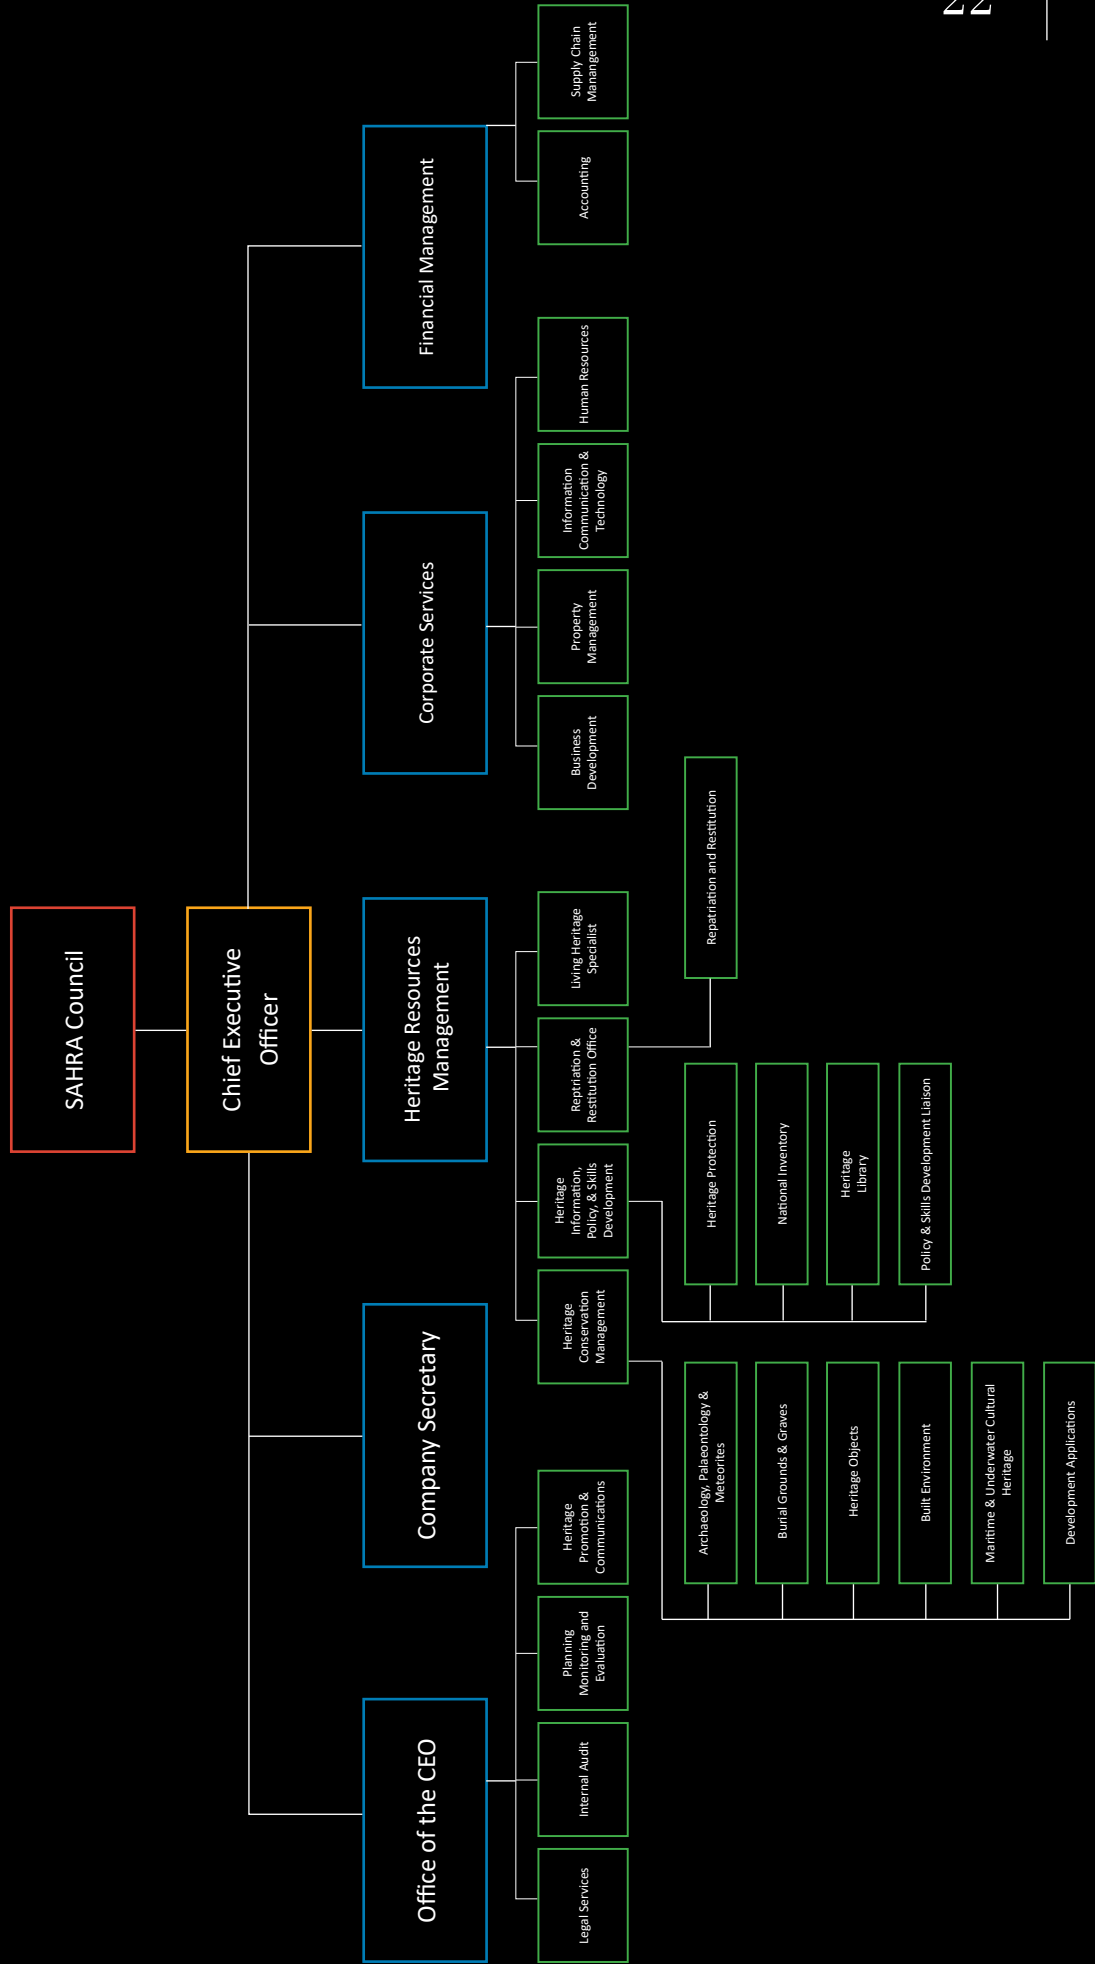 SAHRA Council
Chief Executive
Officer
Office of the CEO
Company Secretary
Heritage Resources
Management
Corporate Services
Financial Management
Legal Services
Internal Audit
Planning
Monitoring and
Evaluation
Heritage
Promotion &
Communications
Heritage
Conservation
Management
Heritage
Information,
Policy, & Skills
Development
Reptriation &
Restitution Office
Living Heritage
Specialist
Business
Development
Property
Management
Information
Communication &
Technology
Human Resources
Accounting
Supply Chain
Manangement
Archaeology, Palaeontology &
Meteorites
Burial Grounds & Graves
Heritage Objects
Built Environment
Maritime & Underwater Cultural
Heritage
Development Applications
Heritage Protection
National Inventory
Heritage
Library
Policy & Skills Development Liaison
Repatriation and Restitution
22